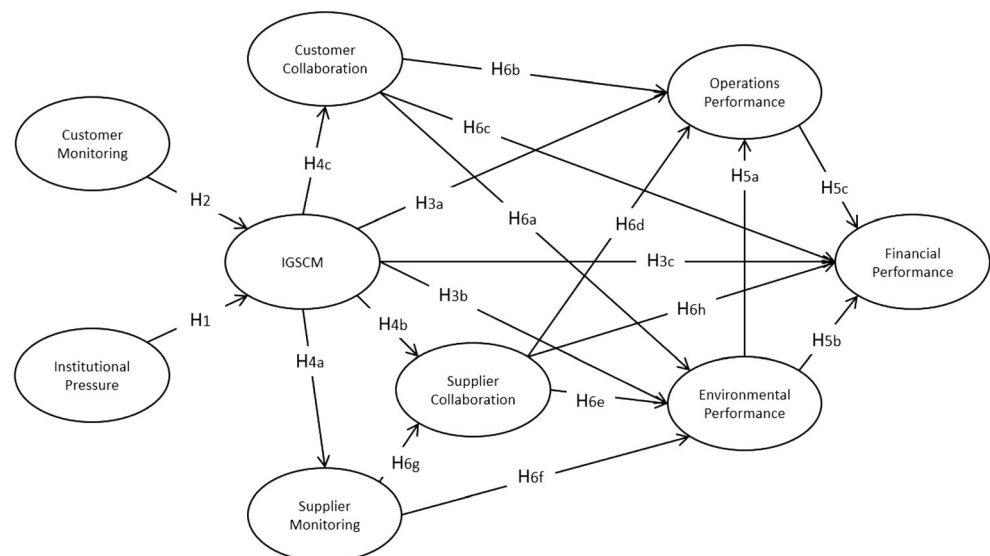 Customer
Collaboration
H6b
Operations
Performance
Customer
Monitoring
H6c
H4c
H5a
H5c
H2
H3a
H6a
H6d
IGSCM
H3c
Financial
Performance
H3b
H6h
H1
H4b
H5b
Institutional
Pressure
H4a
Supplier
Collaboration
H6e
Environmental
Performance
H6g
H6f
Supplier
Monitoring